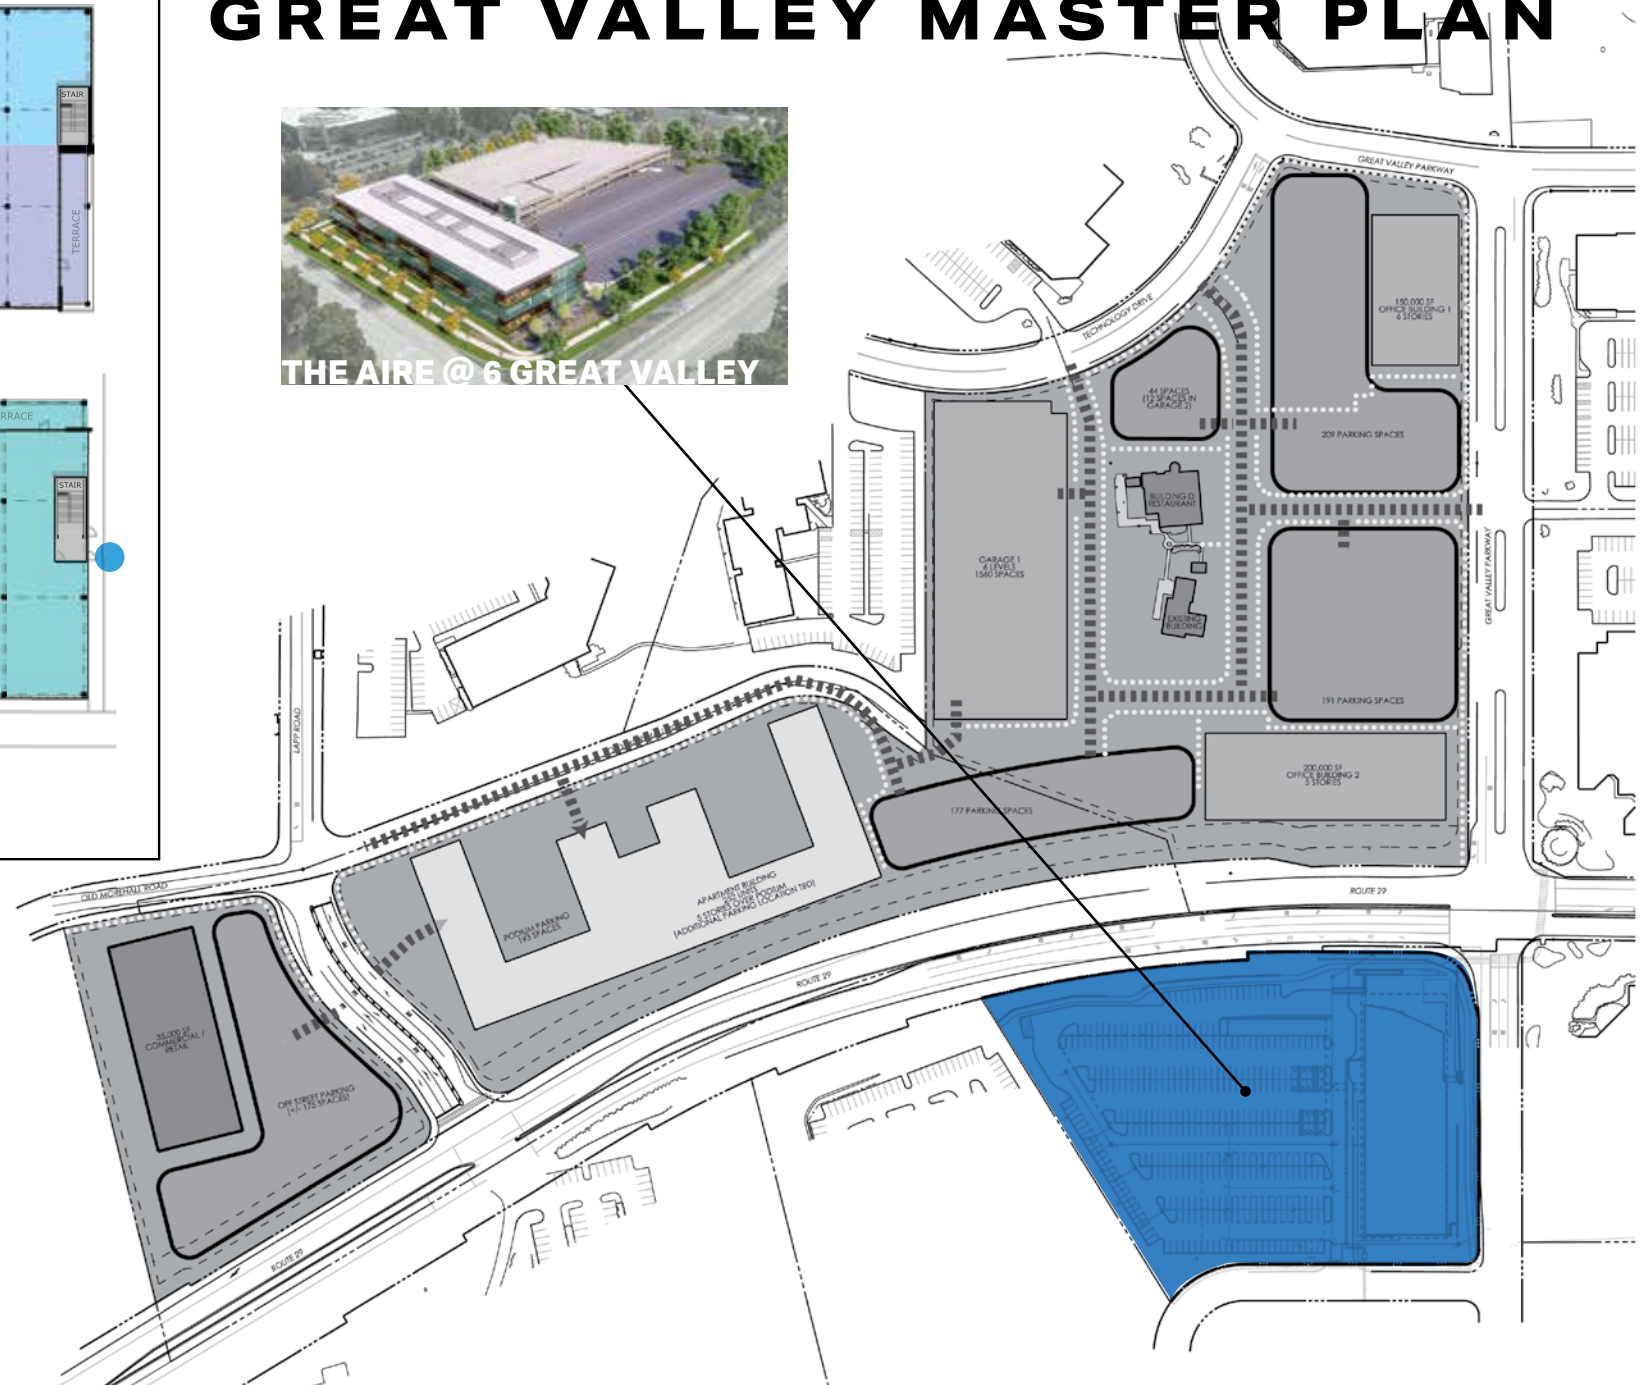 GREAT VALLEY MASTER PLAN
STAIR
TERRACE
RRACE
STAIR
THE AIRE @ 6 GREAT VALLEY
GREAT VALLEY PARKWAY
TECHNOLOGY DRIVE
150,000 SF
OFFICE BUILDING 1
6 STORIES
44 SPACES
(12 SPACES IN
GARAGE 2)
209 PARKING SPACES
BUILDING D
RESTAURANT
GARAGE 1
6 LEVELS
1560 SPACES
EXISTING
BUILDING
GREAT VALLEY PARKWAY
191 PARKING SPACES
LAPP ROAD
200,000 SF
OFFICE BUILDING 2
5 STORIES
177 PARKING SPACES
OLD MOREHALL ROAD
APARTMENT BUILDING
UNITS
5 STORIES OVER PODIUM
(ADDITIONAL PARKING LOCATION TBD)
PODIUM PARKING
193 SPACES
ROUTE 29
ROUTE 29
35,000 SF
COMMERCIAL /
RETAIL
OFF STREET PARKING
(+/- 175 SPACES)
ROUTE 29